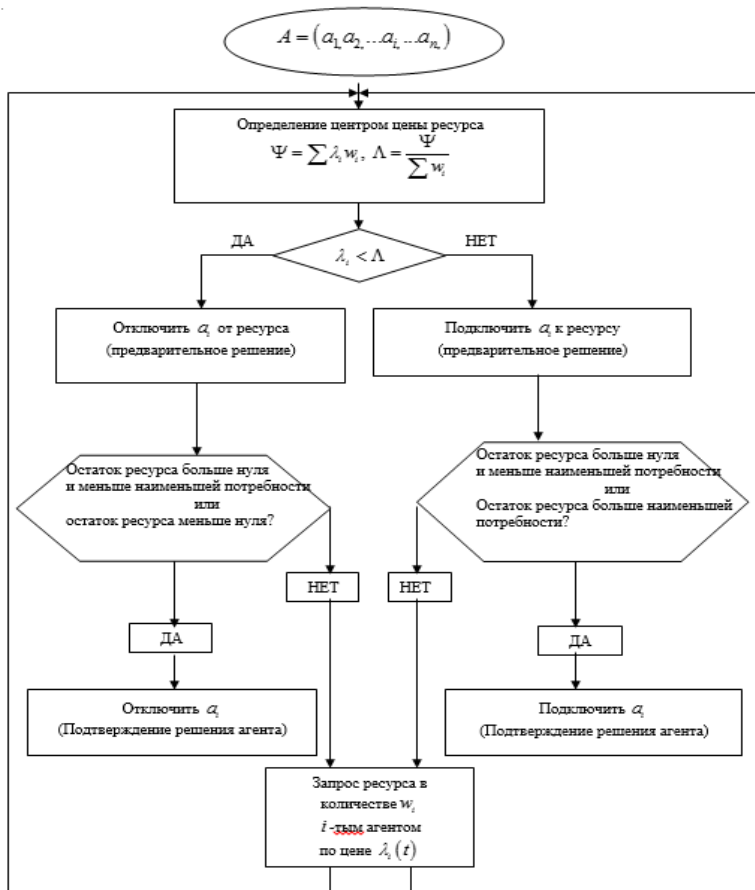 A = (a₁, a₂, ...aᵢ, ...aₙ,)
Определение центром цены ресурса
Ψ = ∑ λᵢ wᵢ, Λ = Ψ / ∑ wᵢ
ДА
НЕТ
λᵢ < Λ
Отключить aᵢ от ресурса
(предварительное решение)
Подключить aᵢ к ресурсу
(предварительное решение)
Остаток ресурса больше нуля
и меньше наименьшей потребности
или
остаток ресурса меньше нуля?
Остаток ресурса больше нуля
и меньше наименьшей потребности
или
Остаток ресурса больше наименьшей
потребности?
НЕТ
НЕТ
ДА
ДА
Отключить aᵢ
(Подтверждение решения агента)
Подключить aᵢ
(Подтверждение решения агента)
Запрос ресурса в
количестве wᵢ
i -тым агентом
по цене λᵢ(t)